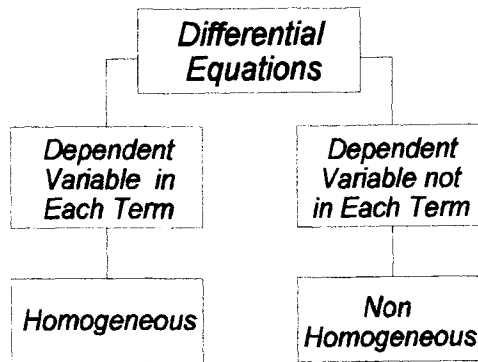 Differential
Equations
Dependent
Variable in
Each Term
Dependent
Variable not
in Each Term
Homogeneous
Non
Homogeneous